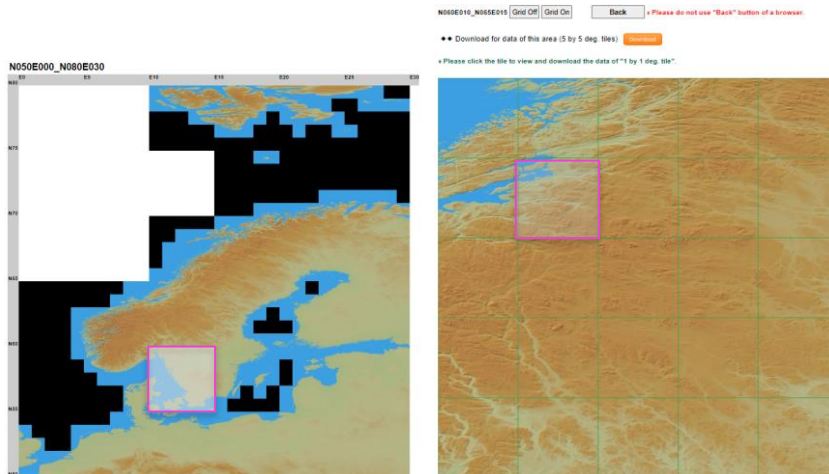 N050E000_N080E030
E0 E5 E10 E15 E20 E25 E30
N80
N75
N70
N65
N60
N55
N50
N060E010_N065E015 Grid Off Grid On Back « Please do not use "Back" button of a browser.
◆◆ Download for data of this area (5 by 5 deg. tiles) Download
« Please click the tile to view and download the data of "1 by 1 deg. tile".